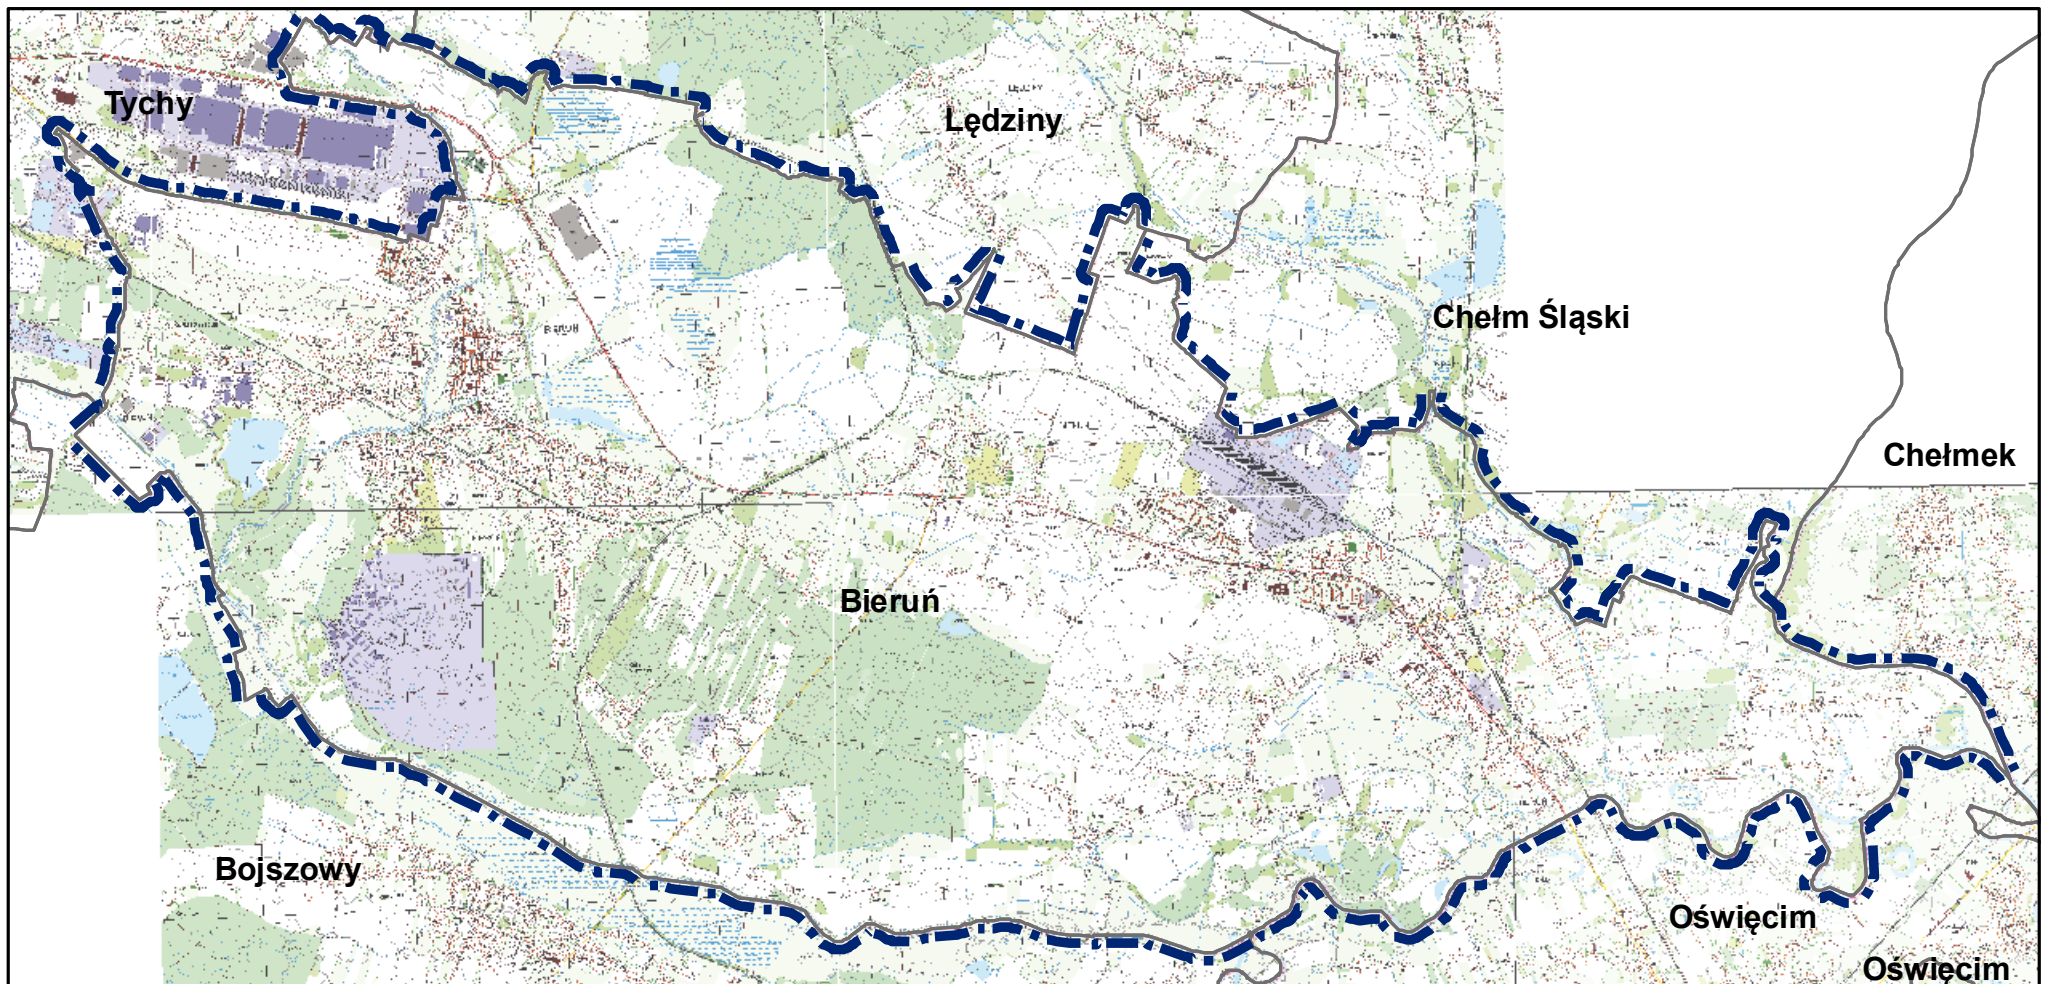 Tychy
Lędziny
Chełm Śląski
Chełmek
Bieruń
Bojszowy
Oświęcim
Oświęcim